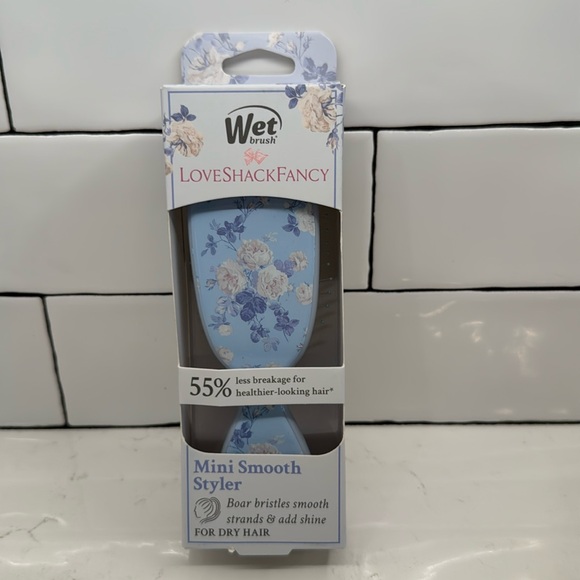 Wet
brush®
LOVESHACKFANCY
55% less breakage for
healthier-looking hair*
Mini Smooth
Styler
Boar bristles smooth
strands & add shine
FOR DRY HAIR